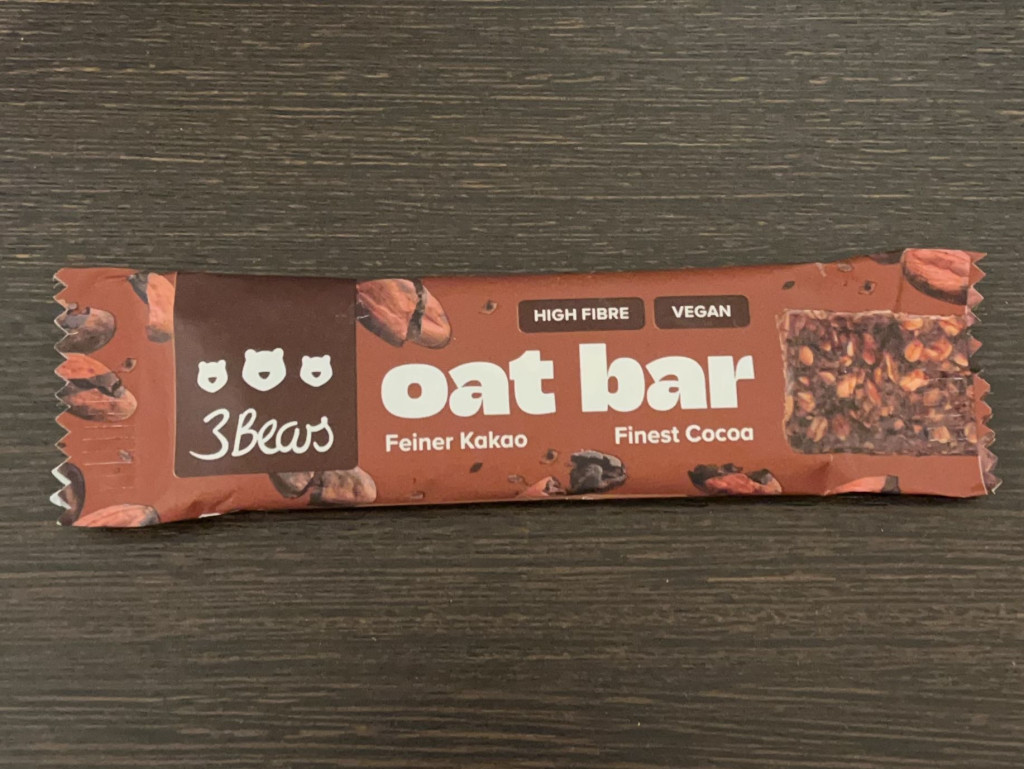 3Bears
HIGH FIBRE VEGAN
oat bar
Feiner Kakao Finest Cocoa